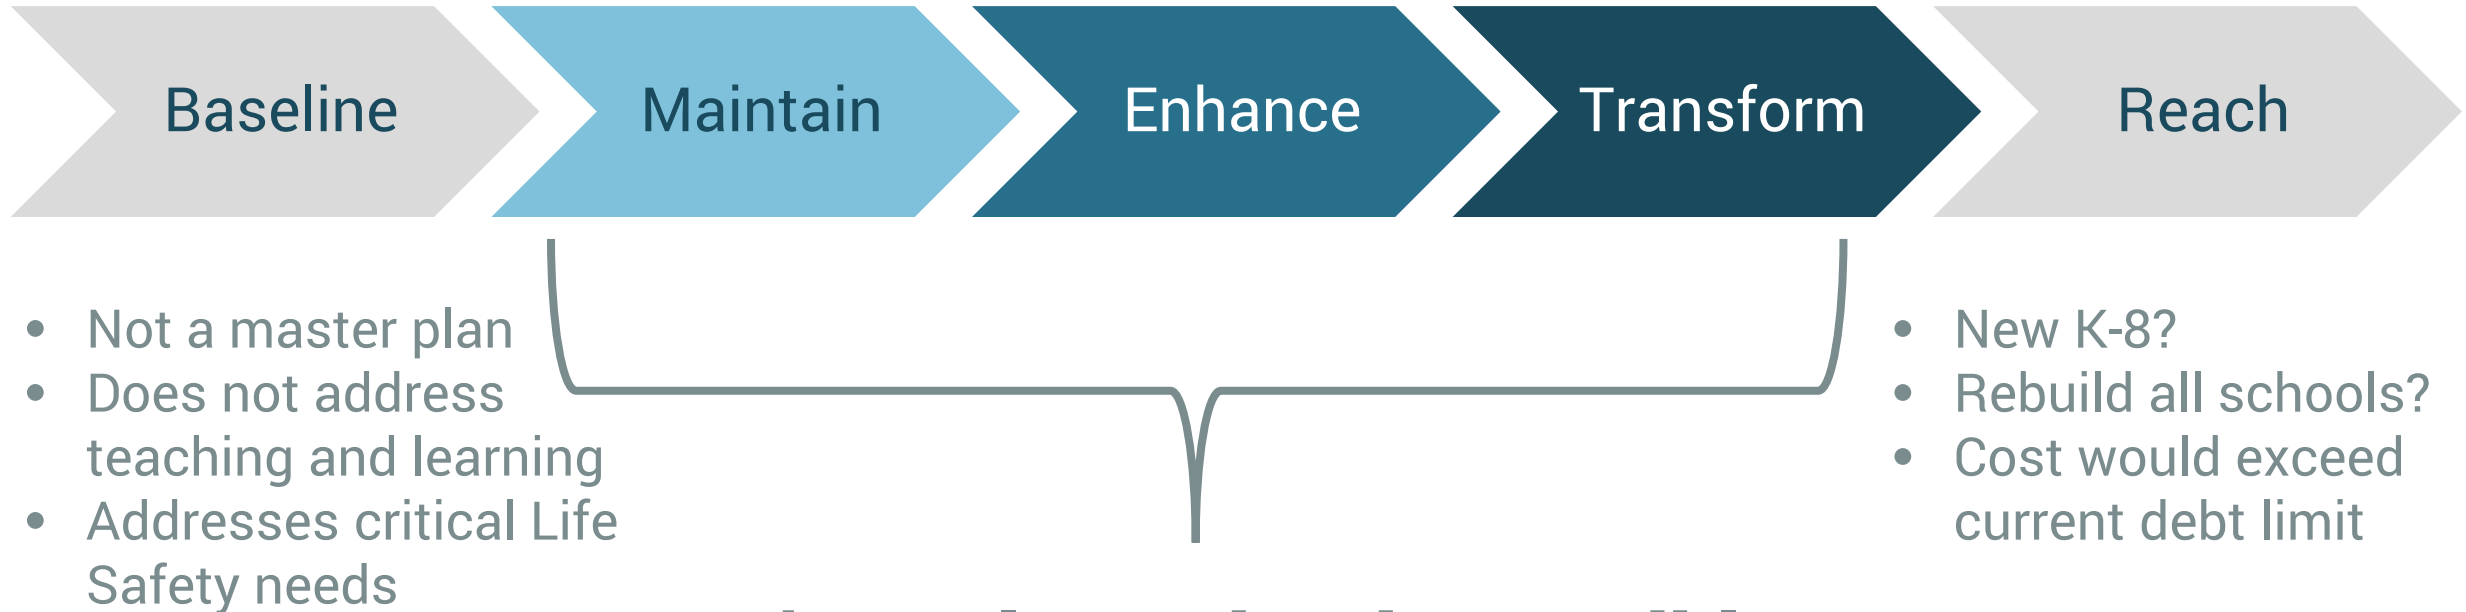 Baseline
Maintain
Enhance
Transform
Reach
• Not a master plan
• Does not address
teaching and learning
• Addresses critical Life
Safety needs
• New K-8?
• Rebuild all schools?
• Cost would exceed
current debt limit